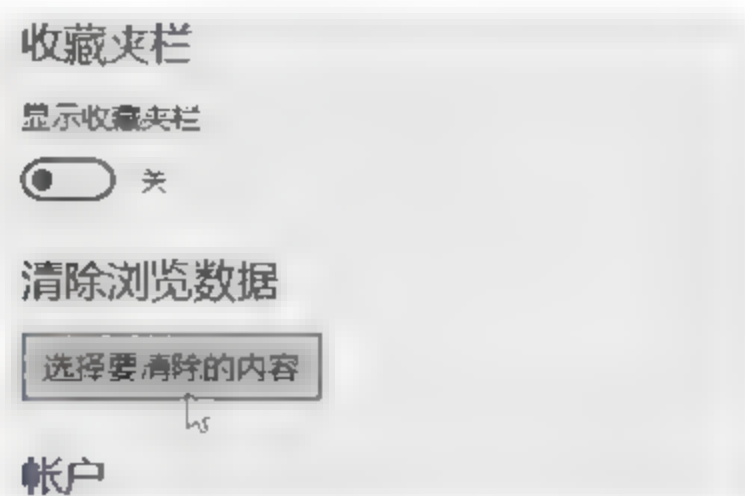 收藏夹栏
显示收藏夹栏
关
清除浏览数据
选择要清除的内容
帐户